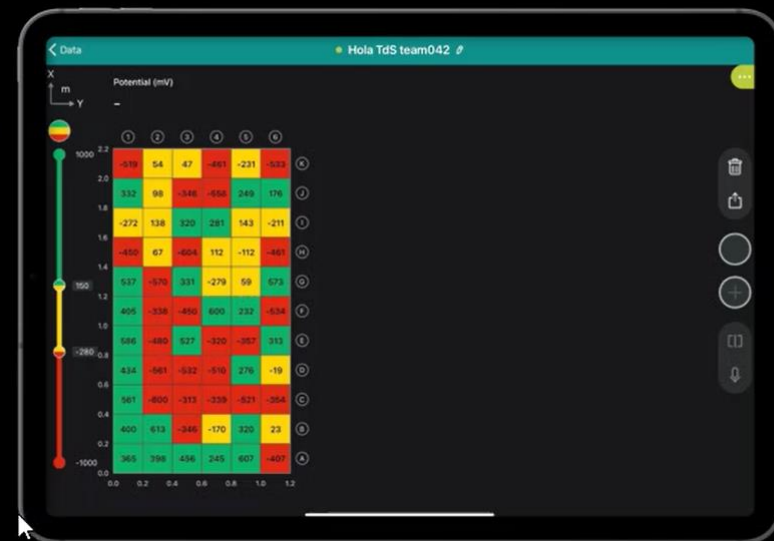 Data
Hola TdS team042
X
m
Y
Potential (mV)
–
1 2 3 4 5 6
1000 2.2 -519 54 47 -461 -231 -533 K
2.0 332 98 -346 -558 249 176 J
1.8 -272 138 320 281 143 -211 I
1.6 -450 67 -604 112 -112 -461 H
1.4 537 -570 331 -279 59 573 G
150
1.2 405 -338 -450 600 232 -534 F
1.0 586 -480 527 -320 -357 313 E
-280 0.8 434 -561 -532 -516 276 -19 D
0.6 561 -600 -313 -339 -521 -354 C
0.4 400 613 -346 -170 320 23 B
0.2 365 398 456 245 607 -407 A
-1000 0.0
0.0 0.2 0.4 0.6 0.8 1.0 1.2